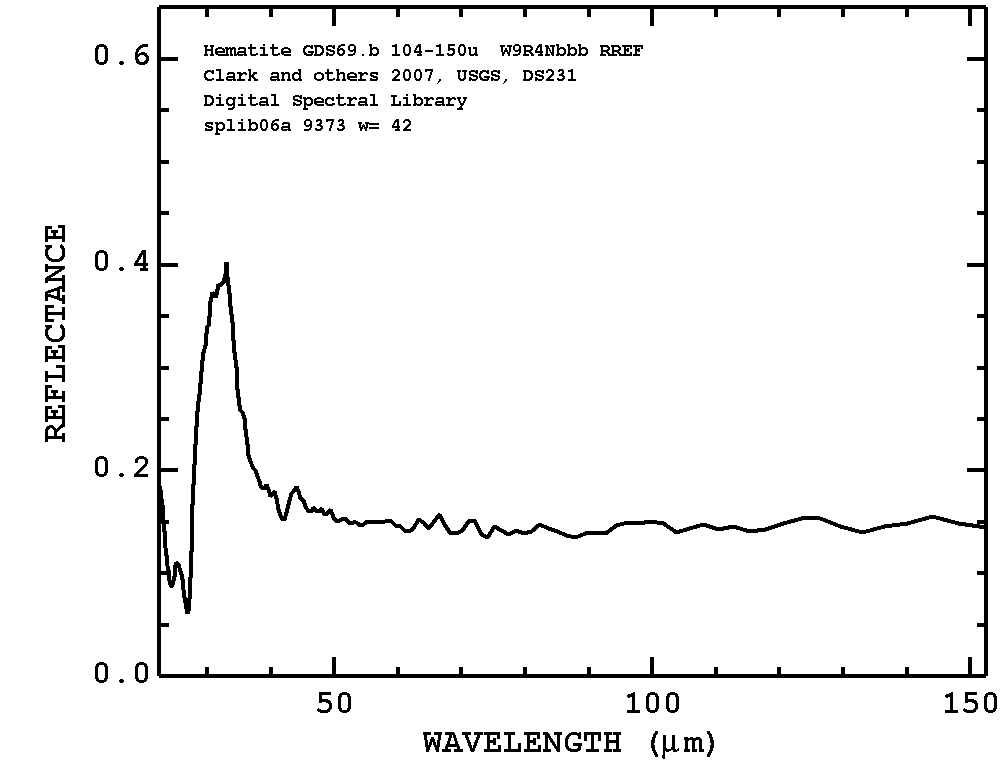 Hematite GDS69.b 104-150u  W9R4Nbbb RREF
Clark and others 2007, USGS, DS231
Digital Spectral Library
splib06a 9373 w= 42
0.6
0.4
0.2
0.0
REFLECTANCE
50 100 150
WAVELENGTH (μm)